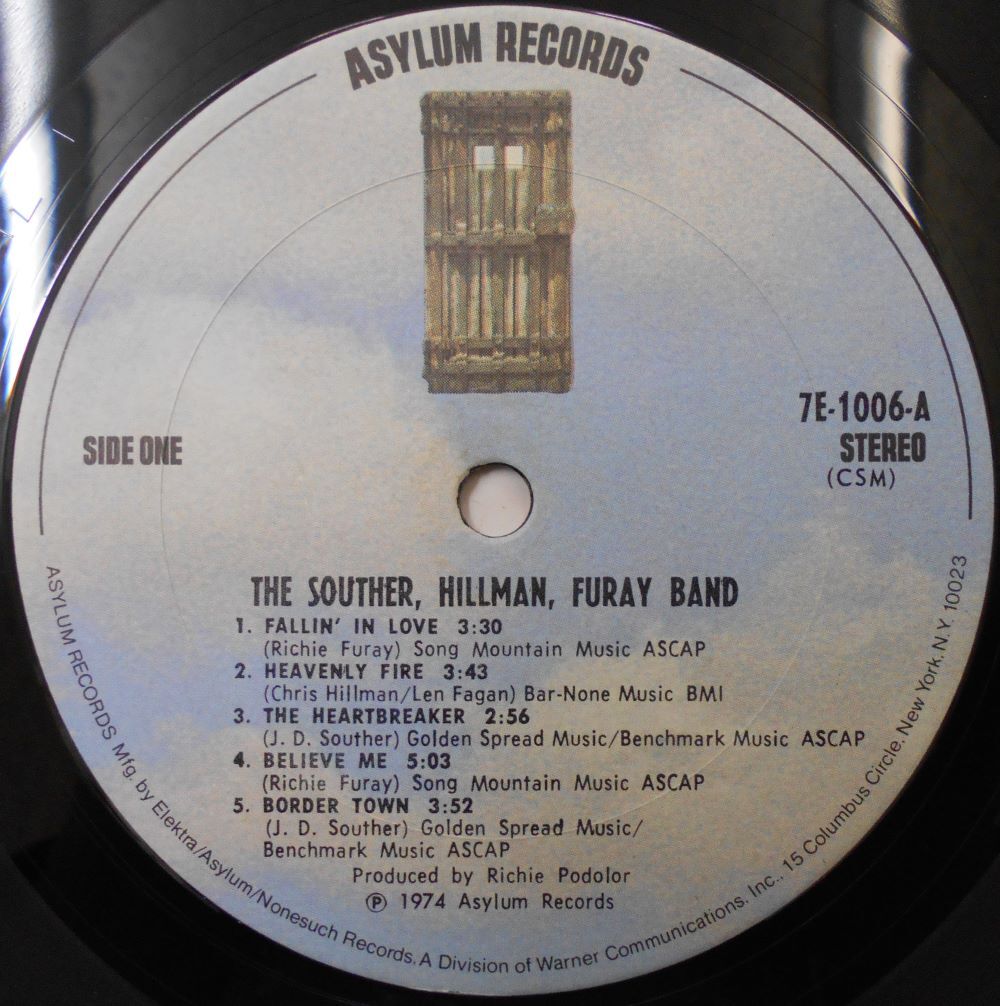 ASYLUM RECORDS
7E-1006-A
SIDE ONE
STEREO
(CSM)
THE SOUTHER, HILLMAN, FURAY BAND
1. FALLIN' IN LOVE 3:30
(Richie Furay) Song Mountain Music ASCAP
2. HEAVENLY FIRE 3:43
(Chris Hillman/Len Fagan) Bar-None Music BMI
3. THE HEARTBREAKER 2:56
(J. D. Souther) Golden Spread Music/Benchmark Music ASCAP
4. BELIEVE ME 5:03
(Richie Furay) Song Mountain Music ASCAP
5. BORDER TOWN 3:52
(J. D. Souther) Golden Spread Music/
Benchmark Music ASCAP
Produced by Richie Podolor
℗ 1974 Asylum Records
ASYLUM RECORDS Mfg. by Elektra/Asylum/Nonesuch Records. A Division of Warner Communications. Inc., 15 Columbus Circle. New York. N.Y. 10023